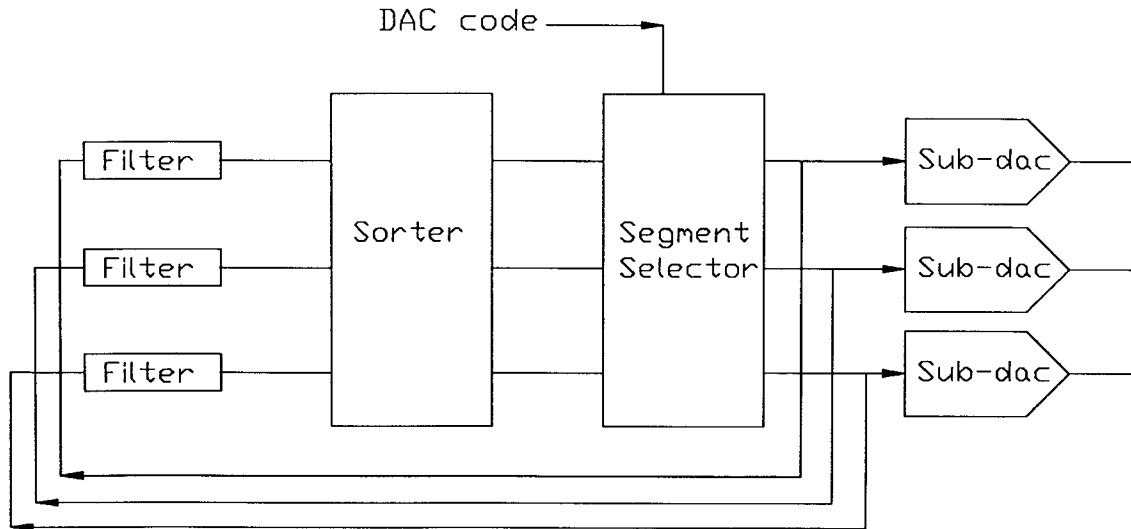 DAC code
Filter
Sub-dac
Sorter
Segment
Selector
Filter
Sub-dac
Filter
Sub-dac